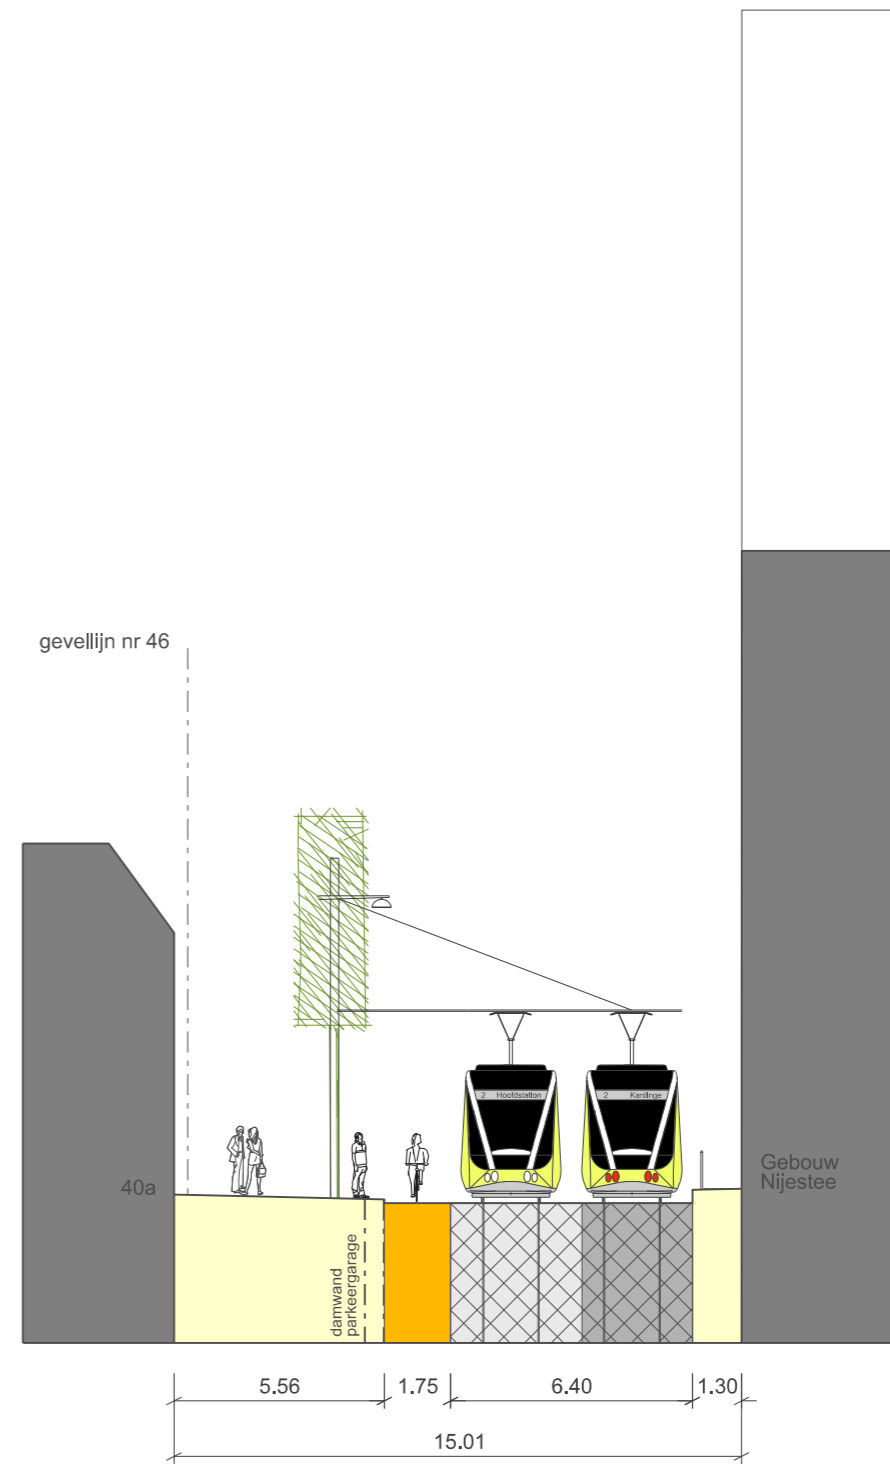 gevellijn nr 46
2 Hoofdstation
2 Kardinge
40a
Gebouw
Nijestee
damwand
parkeergarage
5.56
1.75
6.40
1.30
15.01